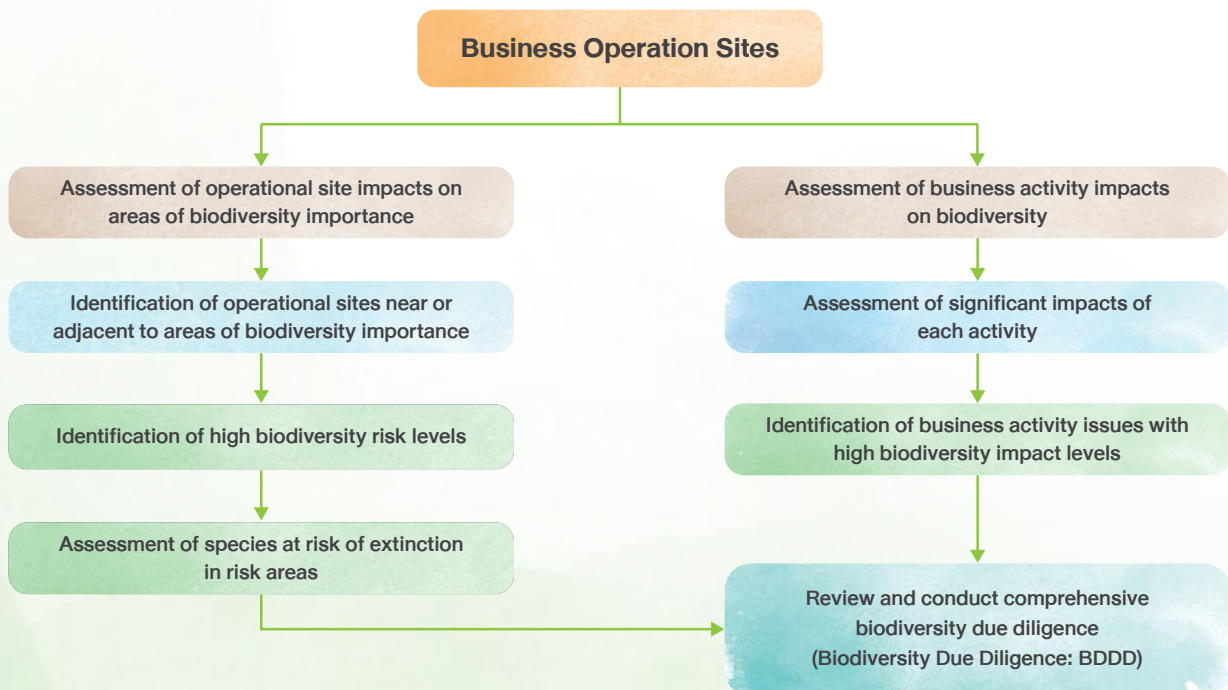 Business Operation Sites
Assessment of operational site impacts on
areas of biodiversity importance
Identification of operational sites near or
adjacent to areas of biodiversity importance
Identification of high biodiversity risk levels
Assessment of species at risk of extinction
in risk areas
Assessment of business activity impacts
on biodiversity
Assessment of significant impacts of
each activity
Identification of business activity issues with
high biodiversity impact levels
Review and conduct comprehensive
biodiversity due diligence
(Biodiversity Due Diligence: BDDD)